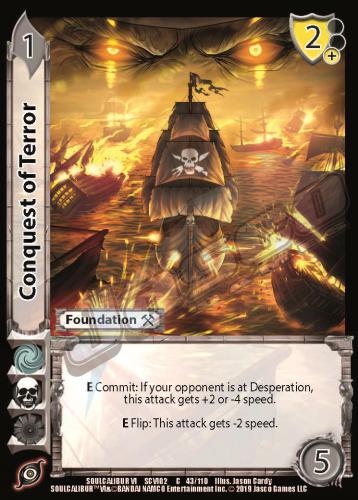 1
2
+
Conquest of Terror
Foundation
E Commit: If your opponent is at Desperation,
this attack gets +2 or -4 speed.
E Flip: This attack gets -2 speed.
5
SOULCALIBUR VI SCVI02 C 43/110 Illus. Jason Cardy
SOULCALIBUR™ VI&©BANDAI NAMCO Entertainment Inc. ©2019 Jasco Games LLC